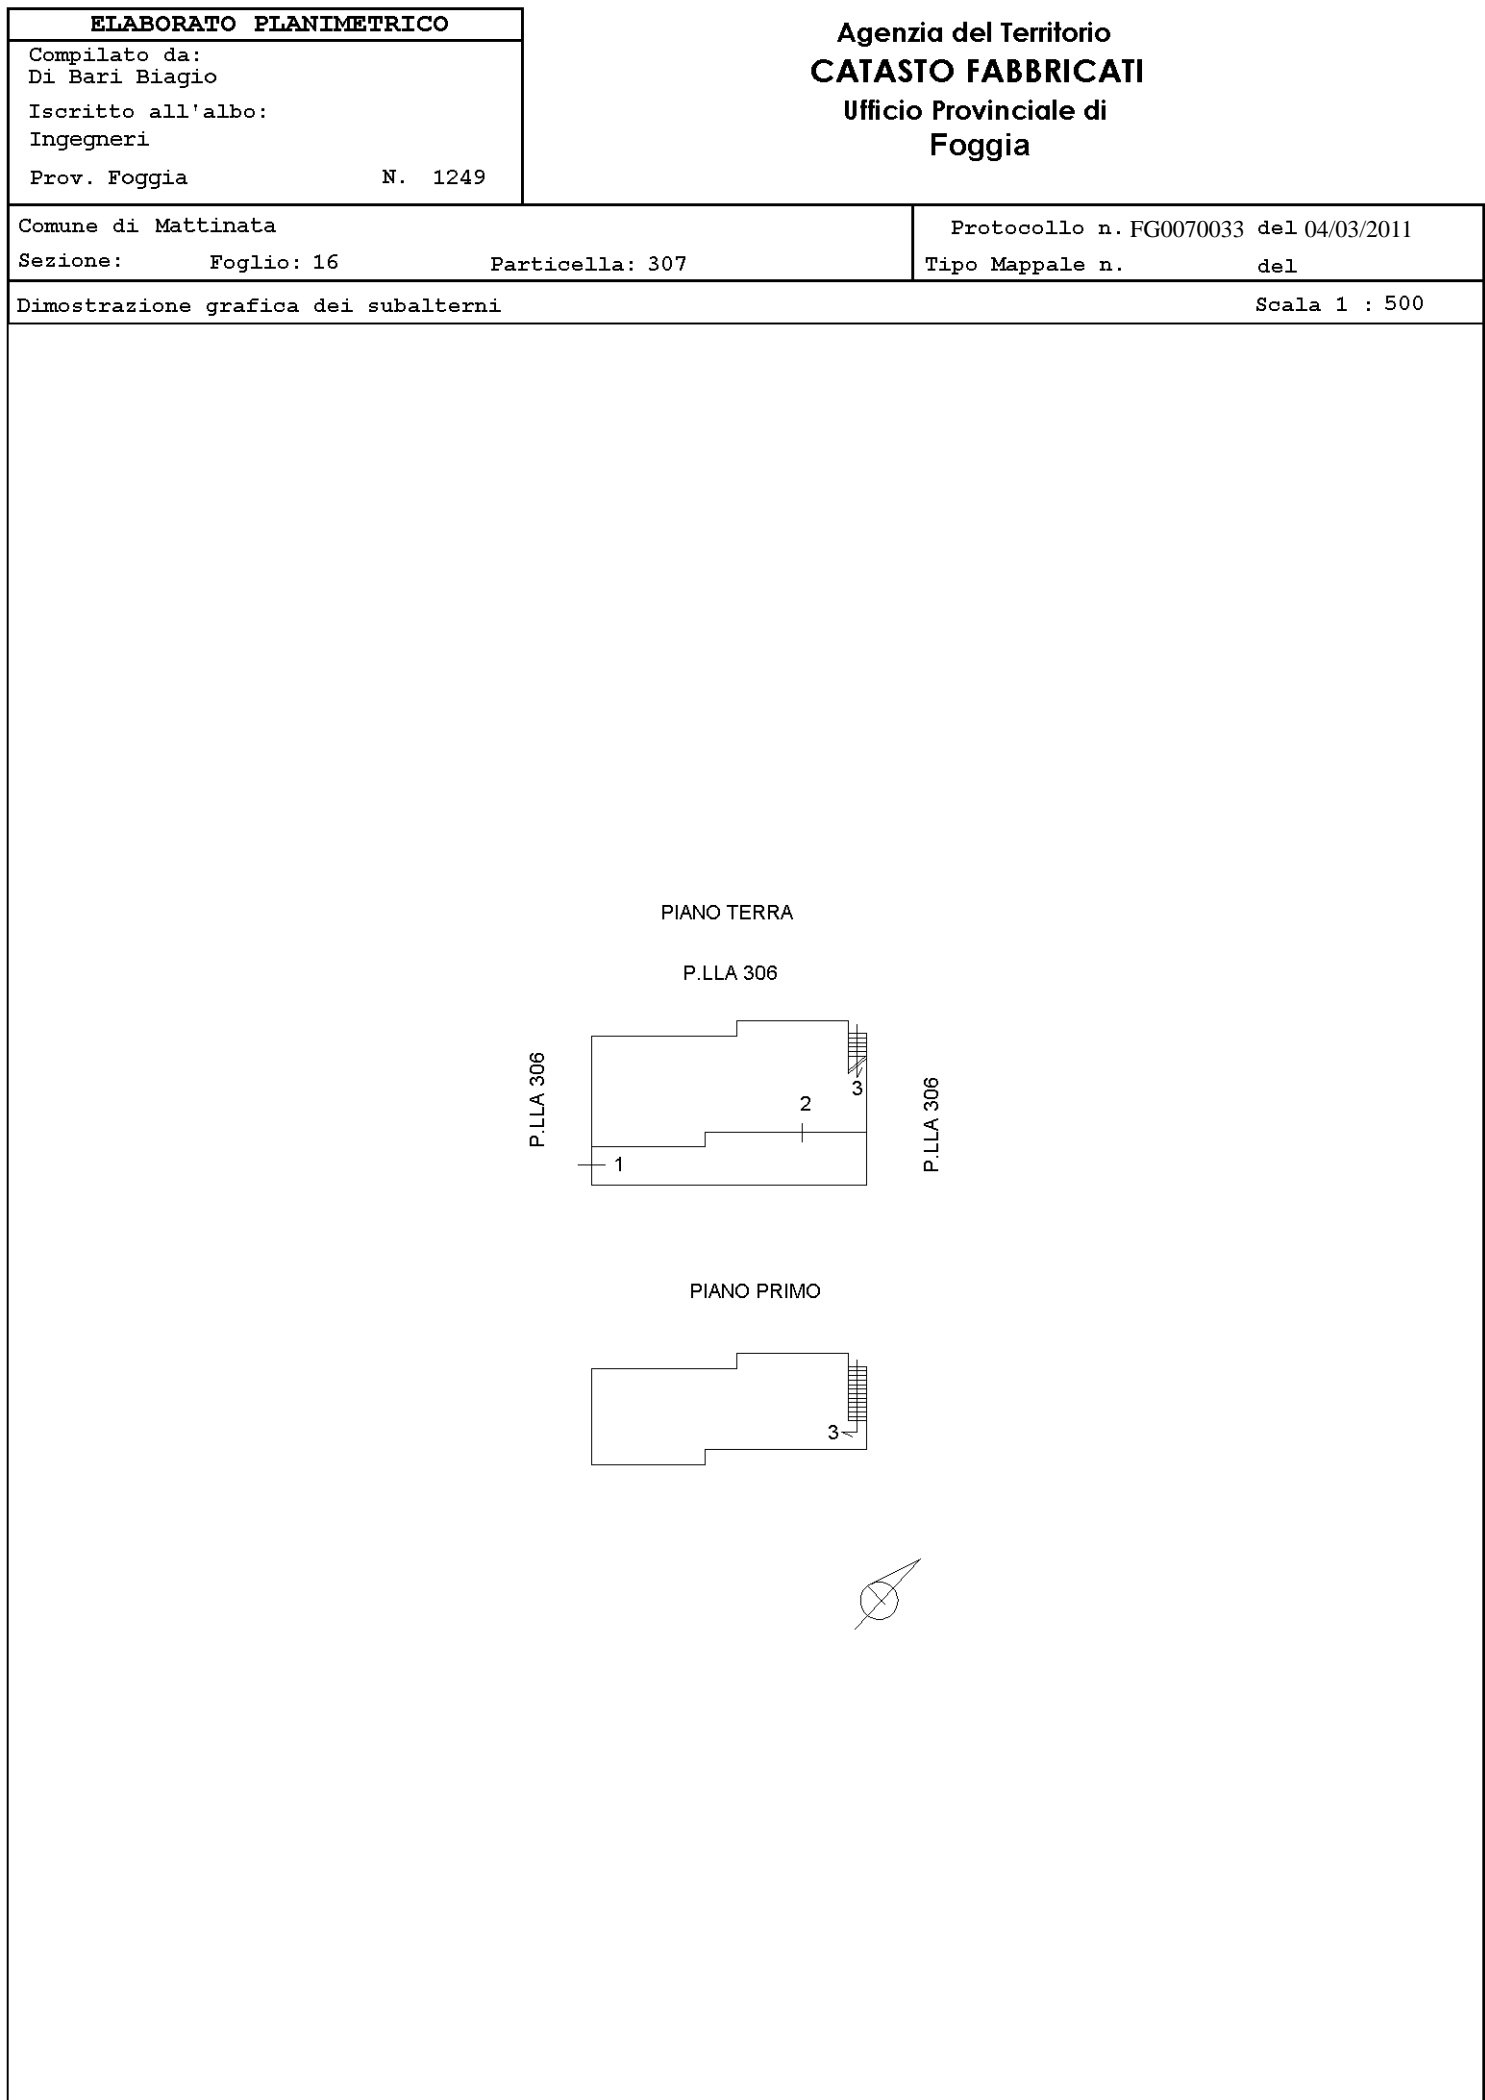 ELABORATO PLANIMETRICO
Compilato da:
Di Bari Biagio
Iscritto all'albo:
Ingegneri
Prov. Foggia N. 1249
Agenzia del Territorio
CATASTO FABBRICATI
Ufficio Provinciale di
Foggia
Comune di Mattinata
Sezione: Foglio: 16 Particella: 307
Protocollo n. FG0070033 del 04/03/2011
Tipo Mappale n. del
Dimostrazione grafica dei subalterni Scala 1 : 500
PIANO TERRA
P.LLA 306
P.LLA 306
3
2
P.LLA 306
1
PIANO PRIMO
3